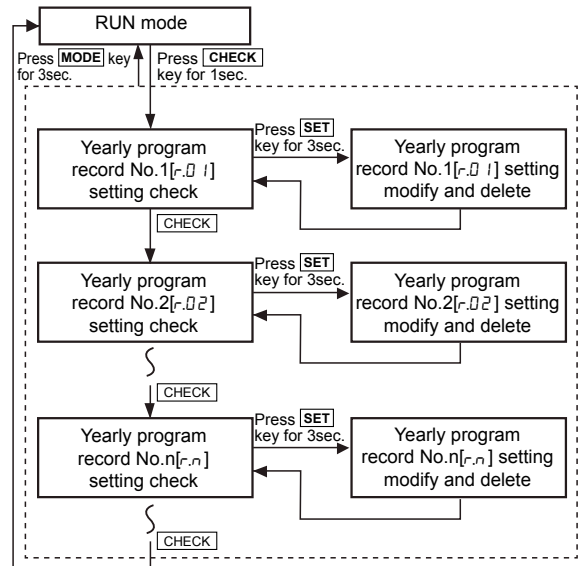 RUN mode
Press MODE key
for 3sec.
Press CHECK
key for 1sec.
Yearly program
record No.1[r.01]
setting check
Press SET
key for 3sec.
Yearly program
record No.1[r.01] setting
modify and delete
CHECK
Yearly program
record No.2[r.02]
setting check
Press SET
key for 3sec.
Yearly program
record No.2[r.02] setting
modify and delete
CHECK
Yearly program
record No.n[r.n]
setting check
Press SET
key for 3sec.
Yearly program
record No.n[r.n] setting
modify and delete
CHECK